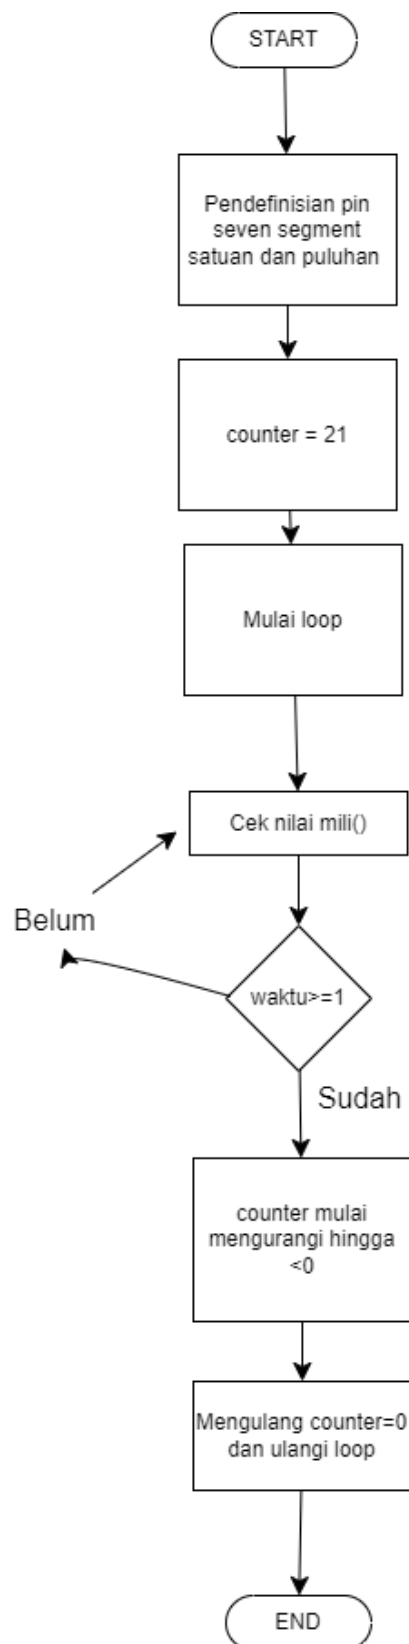 START
Pendefinisian pin
seven segment
satuan dan puluhan
counter = 21
Mulai loop
Cek nilai mili()
Belum
waktu>=1
Sudah
counter mulai
mengurangi hingga
<0
Mengulang counter=0
dan ulangi loop
END